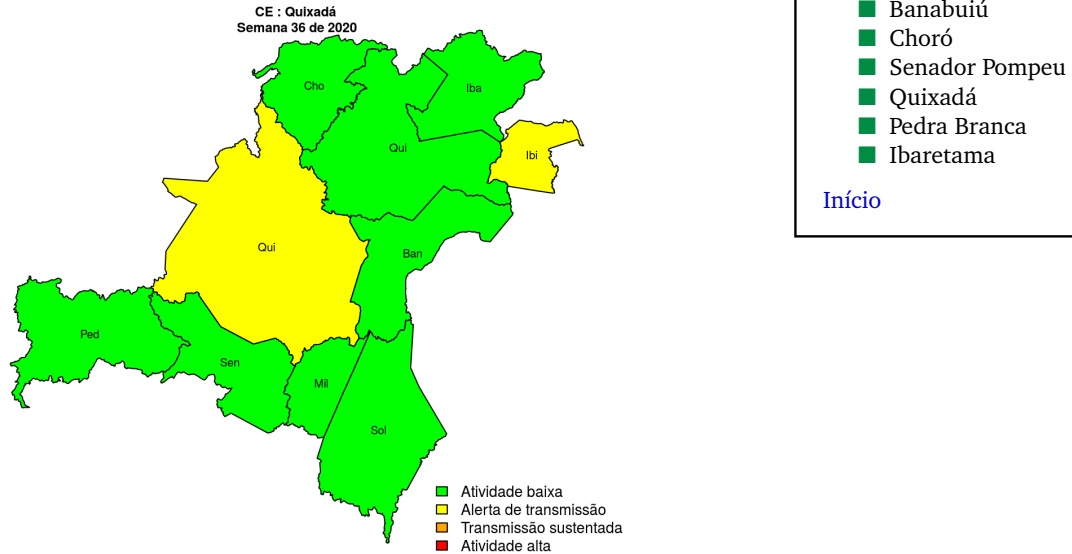 CE : Quixadá
Semana 36 de 2020
Cho
Iba
Qui
Ibi
Qui
Ban
Ped
Sen
Mil
Sol
Atividade baixa
Alerta de transmissão
Transmissão sustentada
Atividade alta
Banabuiú
Choró
Senador Pompeu
Quixadá
Pedra Branca
Ibaretama
Início